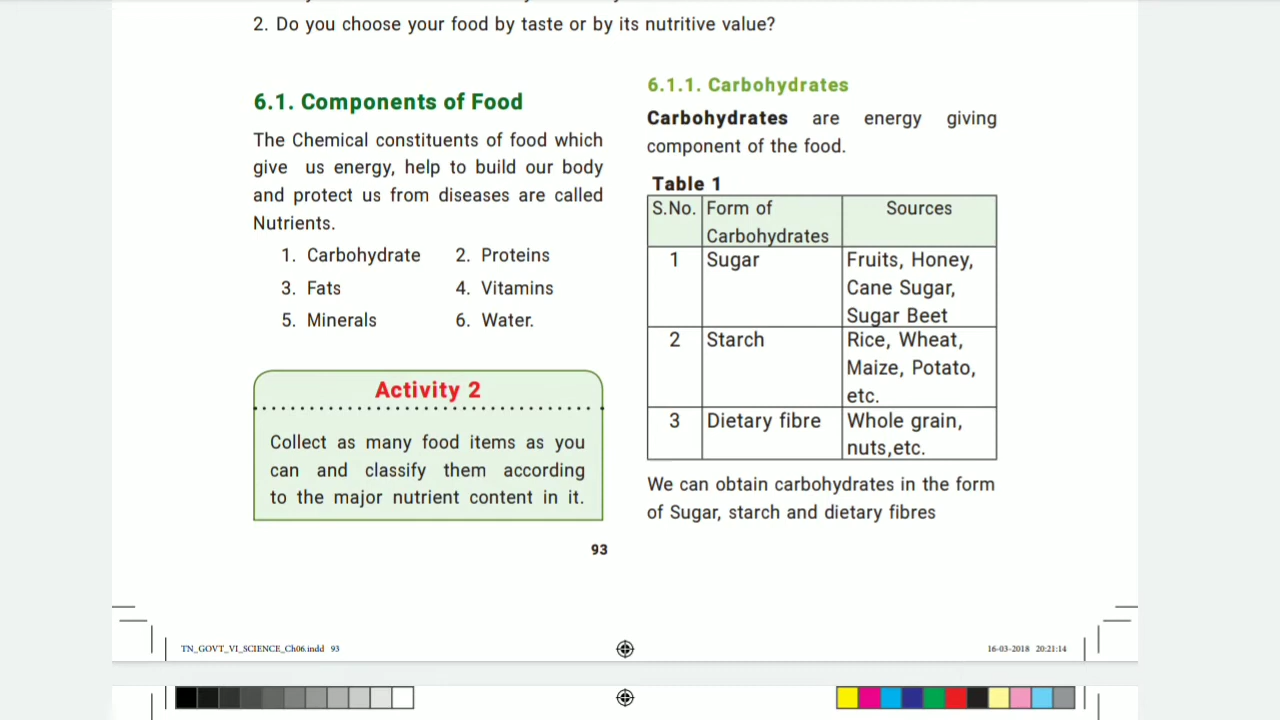 2. Do you choose your food by taste or by its nutritive value?
6.1. Components of Food
The Chemical constituents of food which
give us energy, help to build our body
and protect us from diseases are called
Nutrients.
1. Carbohydrate 2. Proteins
3. Fats 4. Vitamins
5. Minerals 6. Water.
Activity 2
Collect as many food items as you
can and classify them according
to the major nutrient content in it.
6.1.1. Carbohydrates
Carbohydrates are energy giving
component of the food.
Table 1
S.No. Form of Sources
Carbohydrates
1 Sugar Fruits, Honey,
Cane Sugar,
Sugar Beet
2 Starch Rice, Wheat,
Maize, Potato,
etc.
3 Dietary fibre Whole grain,
nuts,etc.
We can obtain carbohydrates in the form
of Sugar, starch and dietary fibres
93
TN_GOVT_VI_SCIENCE_Ch06.indd 93 16-03-2018 20:21:14